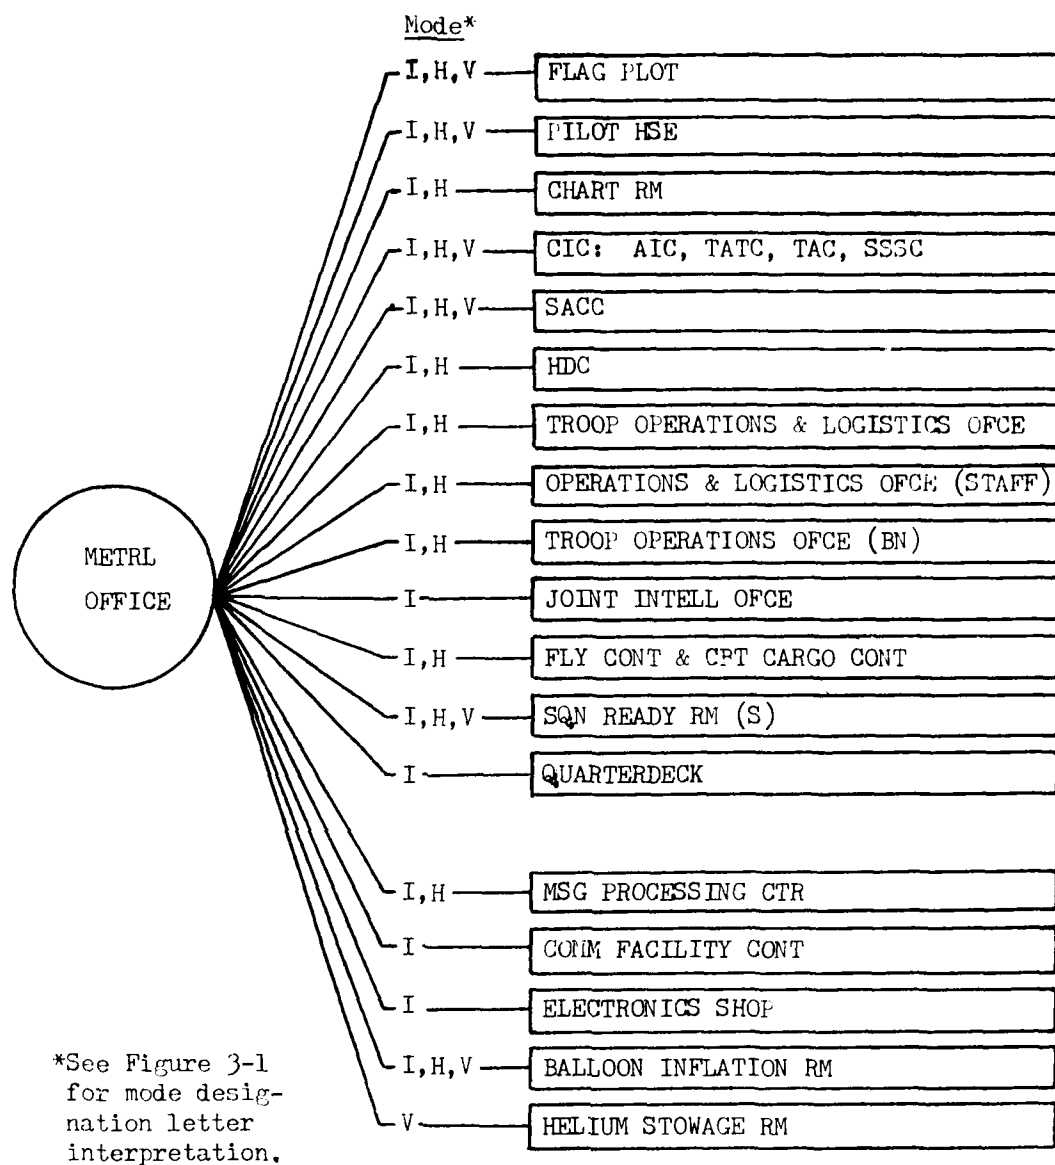 Mode*
I,H,V FLAG PLOT
I,H,V PILOT HSE
I,H CHART RM
I,H,V CIC: AIC, TATC, TAC, SSSC
I,H,V SACC
I,H HDC
I,H TROOP OPERATIONS & LOGISTICS OFCE
I,H OPERATIONS & LOGISTICS OFCE (STAFF)
I,H TROOP OPERATIONS OFCE (BN)
METRL
OFFICE
I JOINT INTELL OFCE
I,H FLY CONT & CPT CARGO CONT
I,H,V SQN READY RM (S)
I QUARTERDECK
I,H MSG PROCESSING CTR
I COMM FACILITY CONT
I ELECTRONICS SHOP
I,H,V BALLOON INFLATION RM
V HELIUM STOWAGE RM
*See Figure 3-1
for mode desig-
nation letter
interpretation.